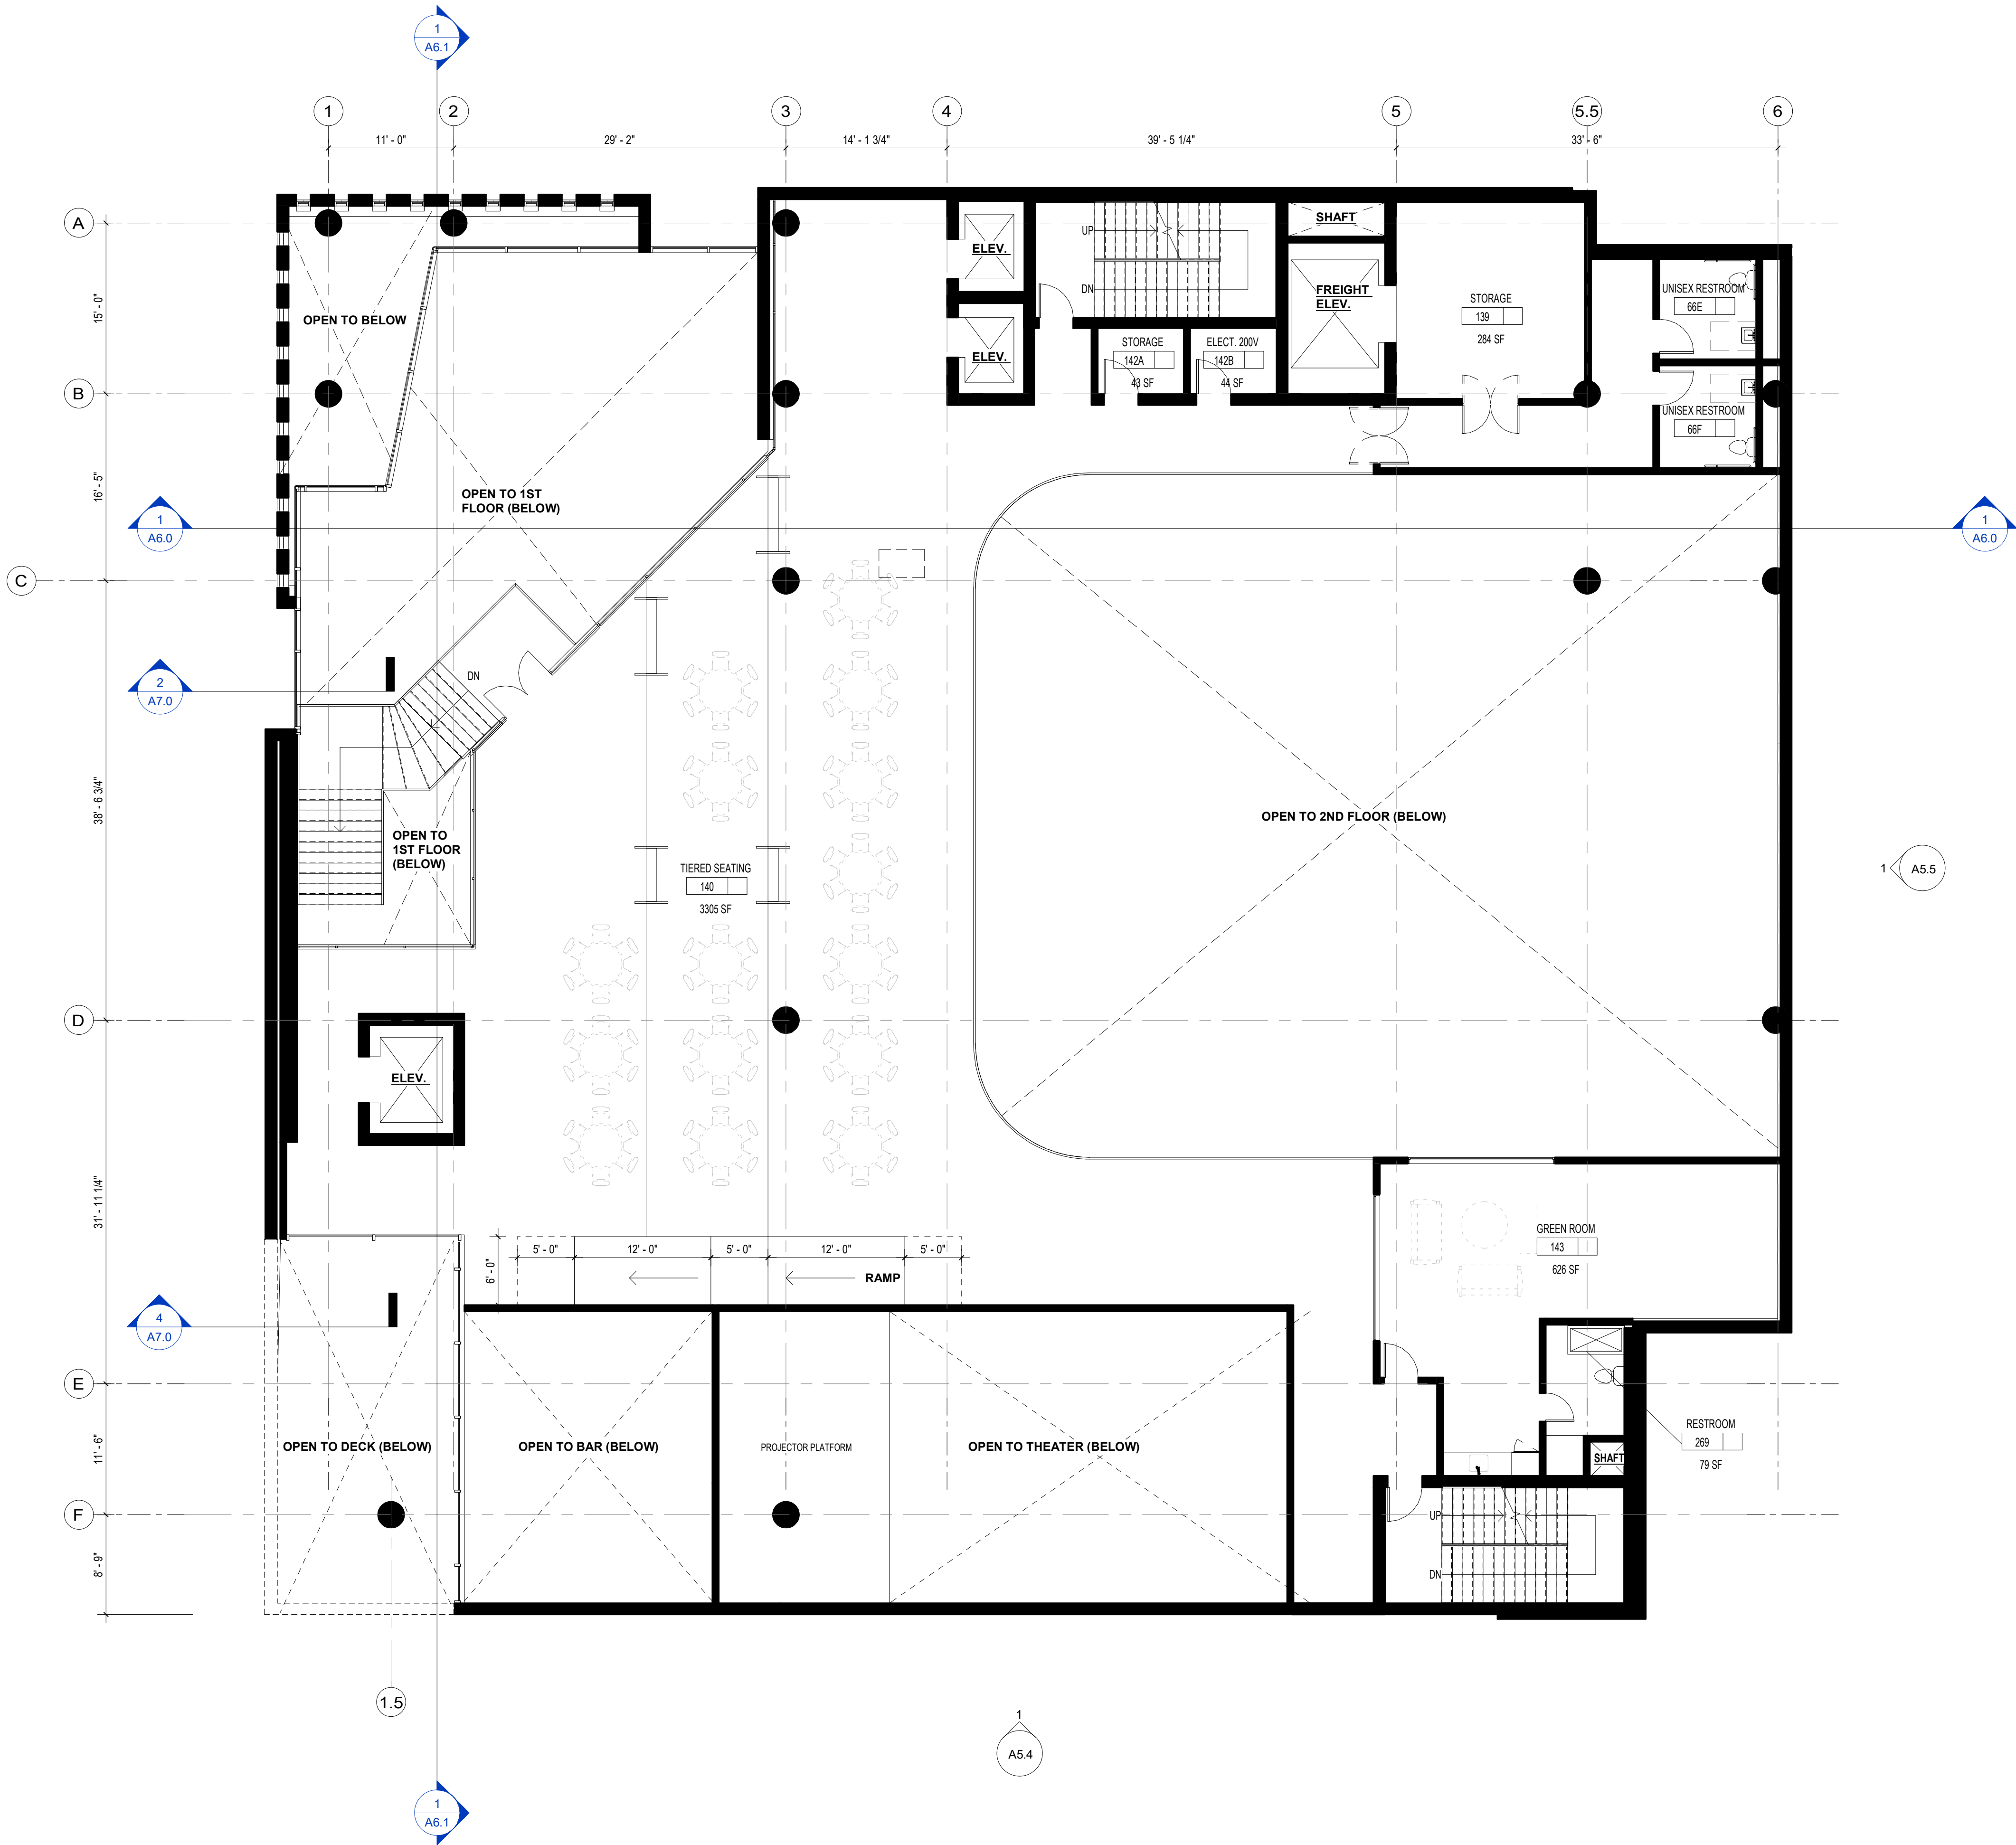 1
A6.1
1
2
3
4
5
5.5
6
11' - 0"
29' - 2"
14' - 1 3/4"
39' - 5 1/4"
33' - 6"
A
B
C
D
E
F
15' - 0"
16' - 5"
38' - 6 3/4"
31' - 11 1/4"
11' - 6"
8' - 9"
OPEN TO BELOW
OPEN TO 1ST
FLOOR (BELOW)
ELEV.
ELEV.
UP
DN
SHAFT
FREIGHT
ELEV.
STORAGE
139
284 SF
STORAGE
142A
43 SF
ELECT. 200V
142B
44 SF
UNISEX RESTROOM
66E
UNISEX RESTROOM
66F
1
A6.0
1
A6.0
2
A7.0
DN
OPEN TO
1ST FLOOR
(BELOW)
TIERED SEATING
140
3305 SF
OPEN TO 2ND FLOOR (BELOW)
1
A5.5
ELEV.
5' - 0"
12' - 0"
5' - 0"
12' - 0"
5' - 0"
6' - 0"
RAMP
GREEN ROOM
143
626 SF
4
A7.0
OPEN TO DECK (BELOW)
OPEN TO BAR (BELOW)
PROJECTOR PLATFORM
OPEN TO THEATER (BELOW)
RESTROOM
269
79 SF
SHAFT
UP
DN
1.5
1
A5.4
1
A6.1